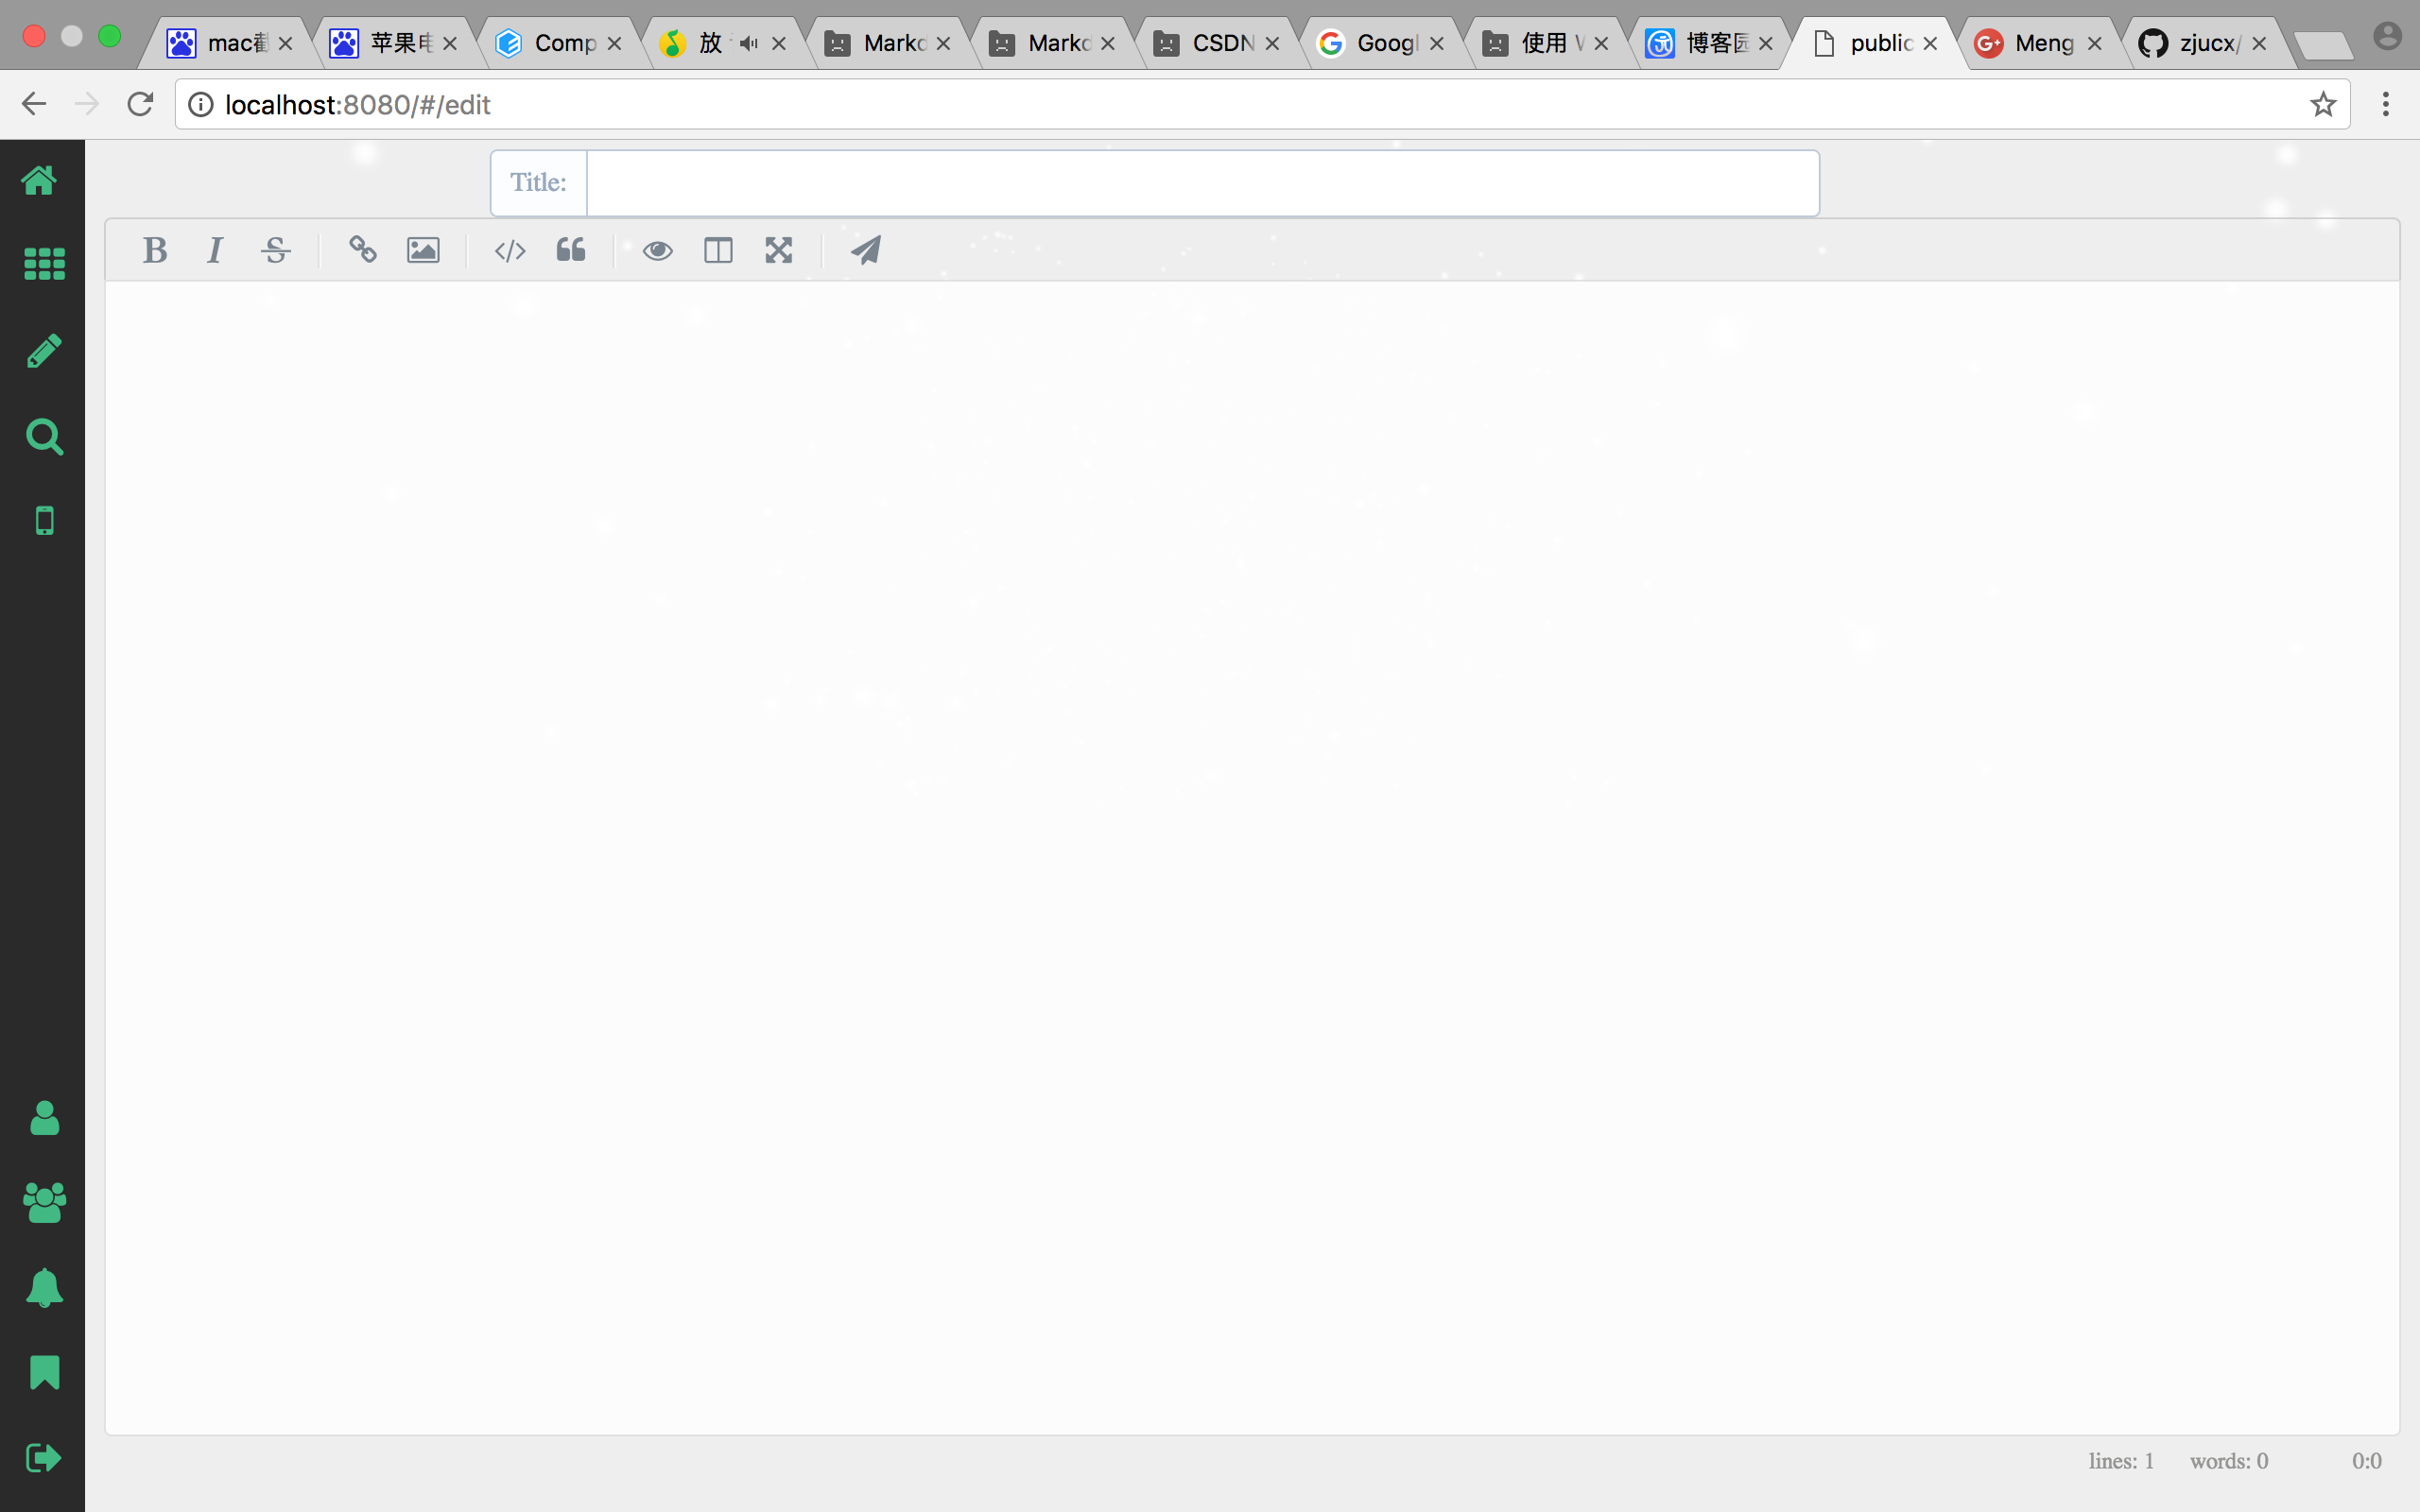 mac截 苹果电 Comp 放 Markd Markd CSDN Googl 使用 V 博客园 public Meng zjucx/
localhost:8080/#/edit
Title:
B I S
lines: 1 words: 0 0:0